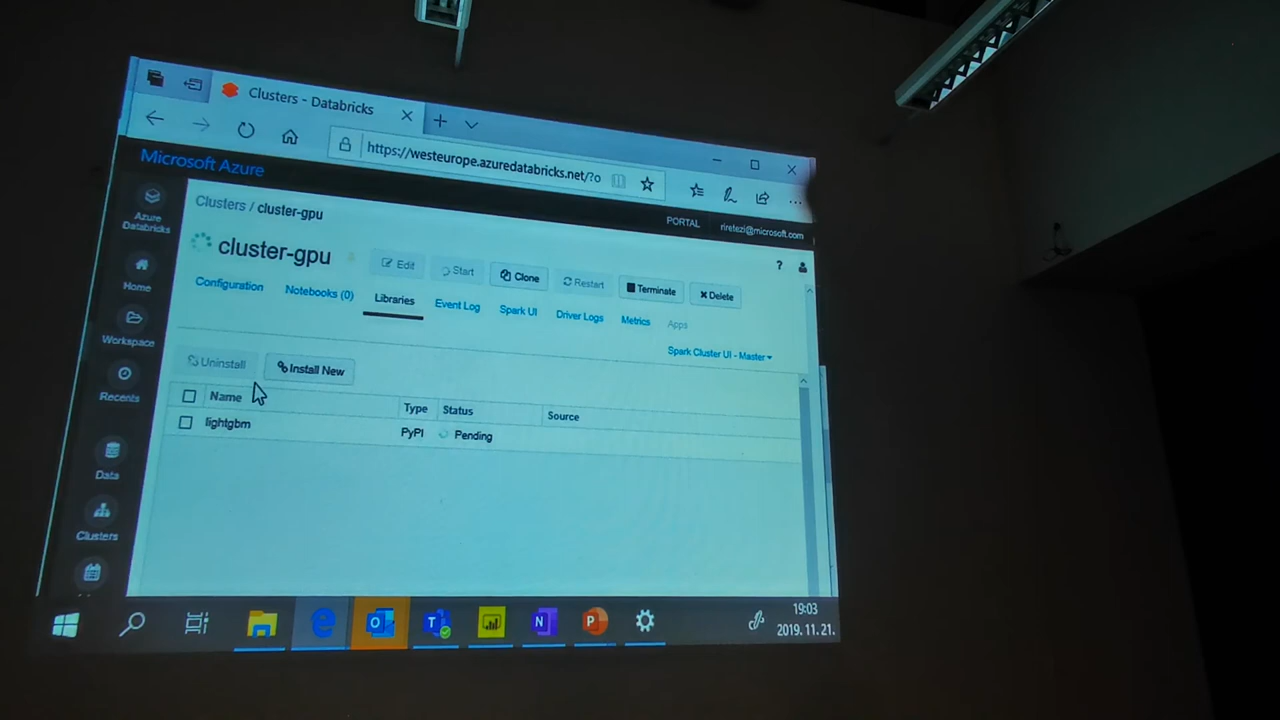 Clusters - Databricks
https://westeurope.azuredatabricks.net/?o
Microsoft Azure
PORTAL
riretezi@microsoft.com
Azure
Databricks
Home
Workspace
Recents
Data
Clusters
Clusters / cluster-gpu
cluster-gpu
Edit
Start
Clone
Restart
Terminate
Delete
?
Configuration
Notebooks (0)
Libraries
Event Log
Spark UI
Driver Logs
Metrics
Apps
Spark Cluster UI - Master
Uninstall
Install New
Name
Type
Status
Source
lightgbm
PyPI
Pending
O
T
N
P
19:03
2019. 11. 21.